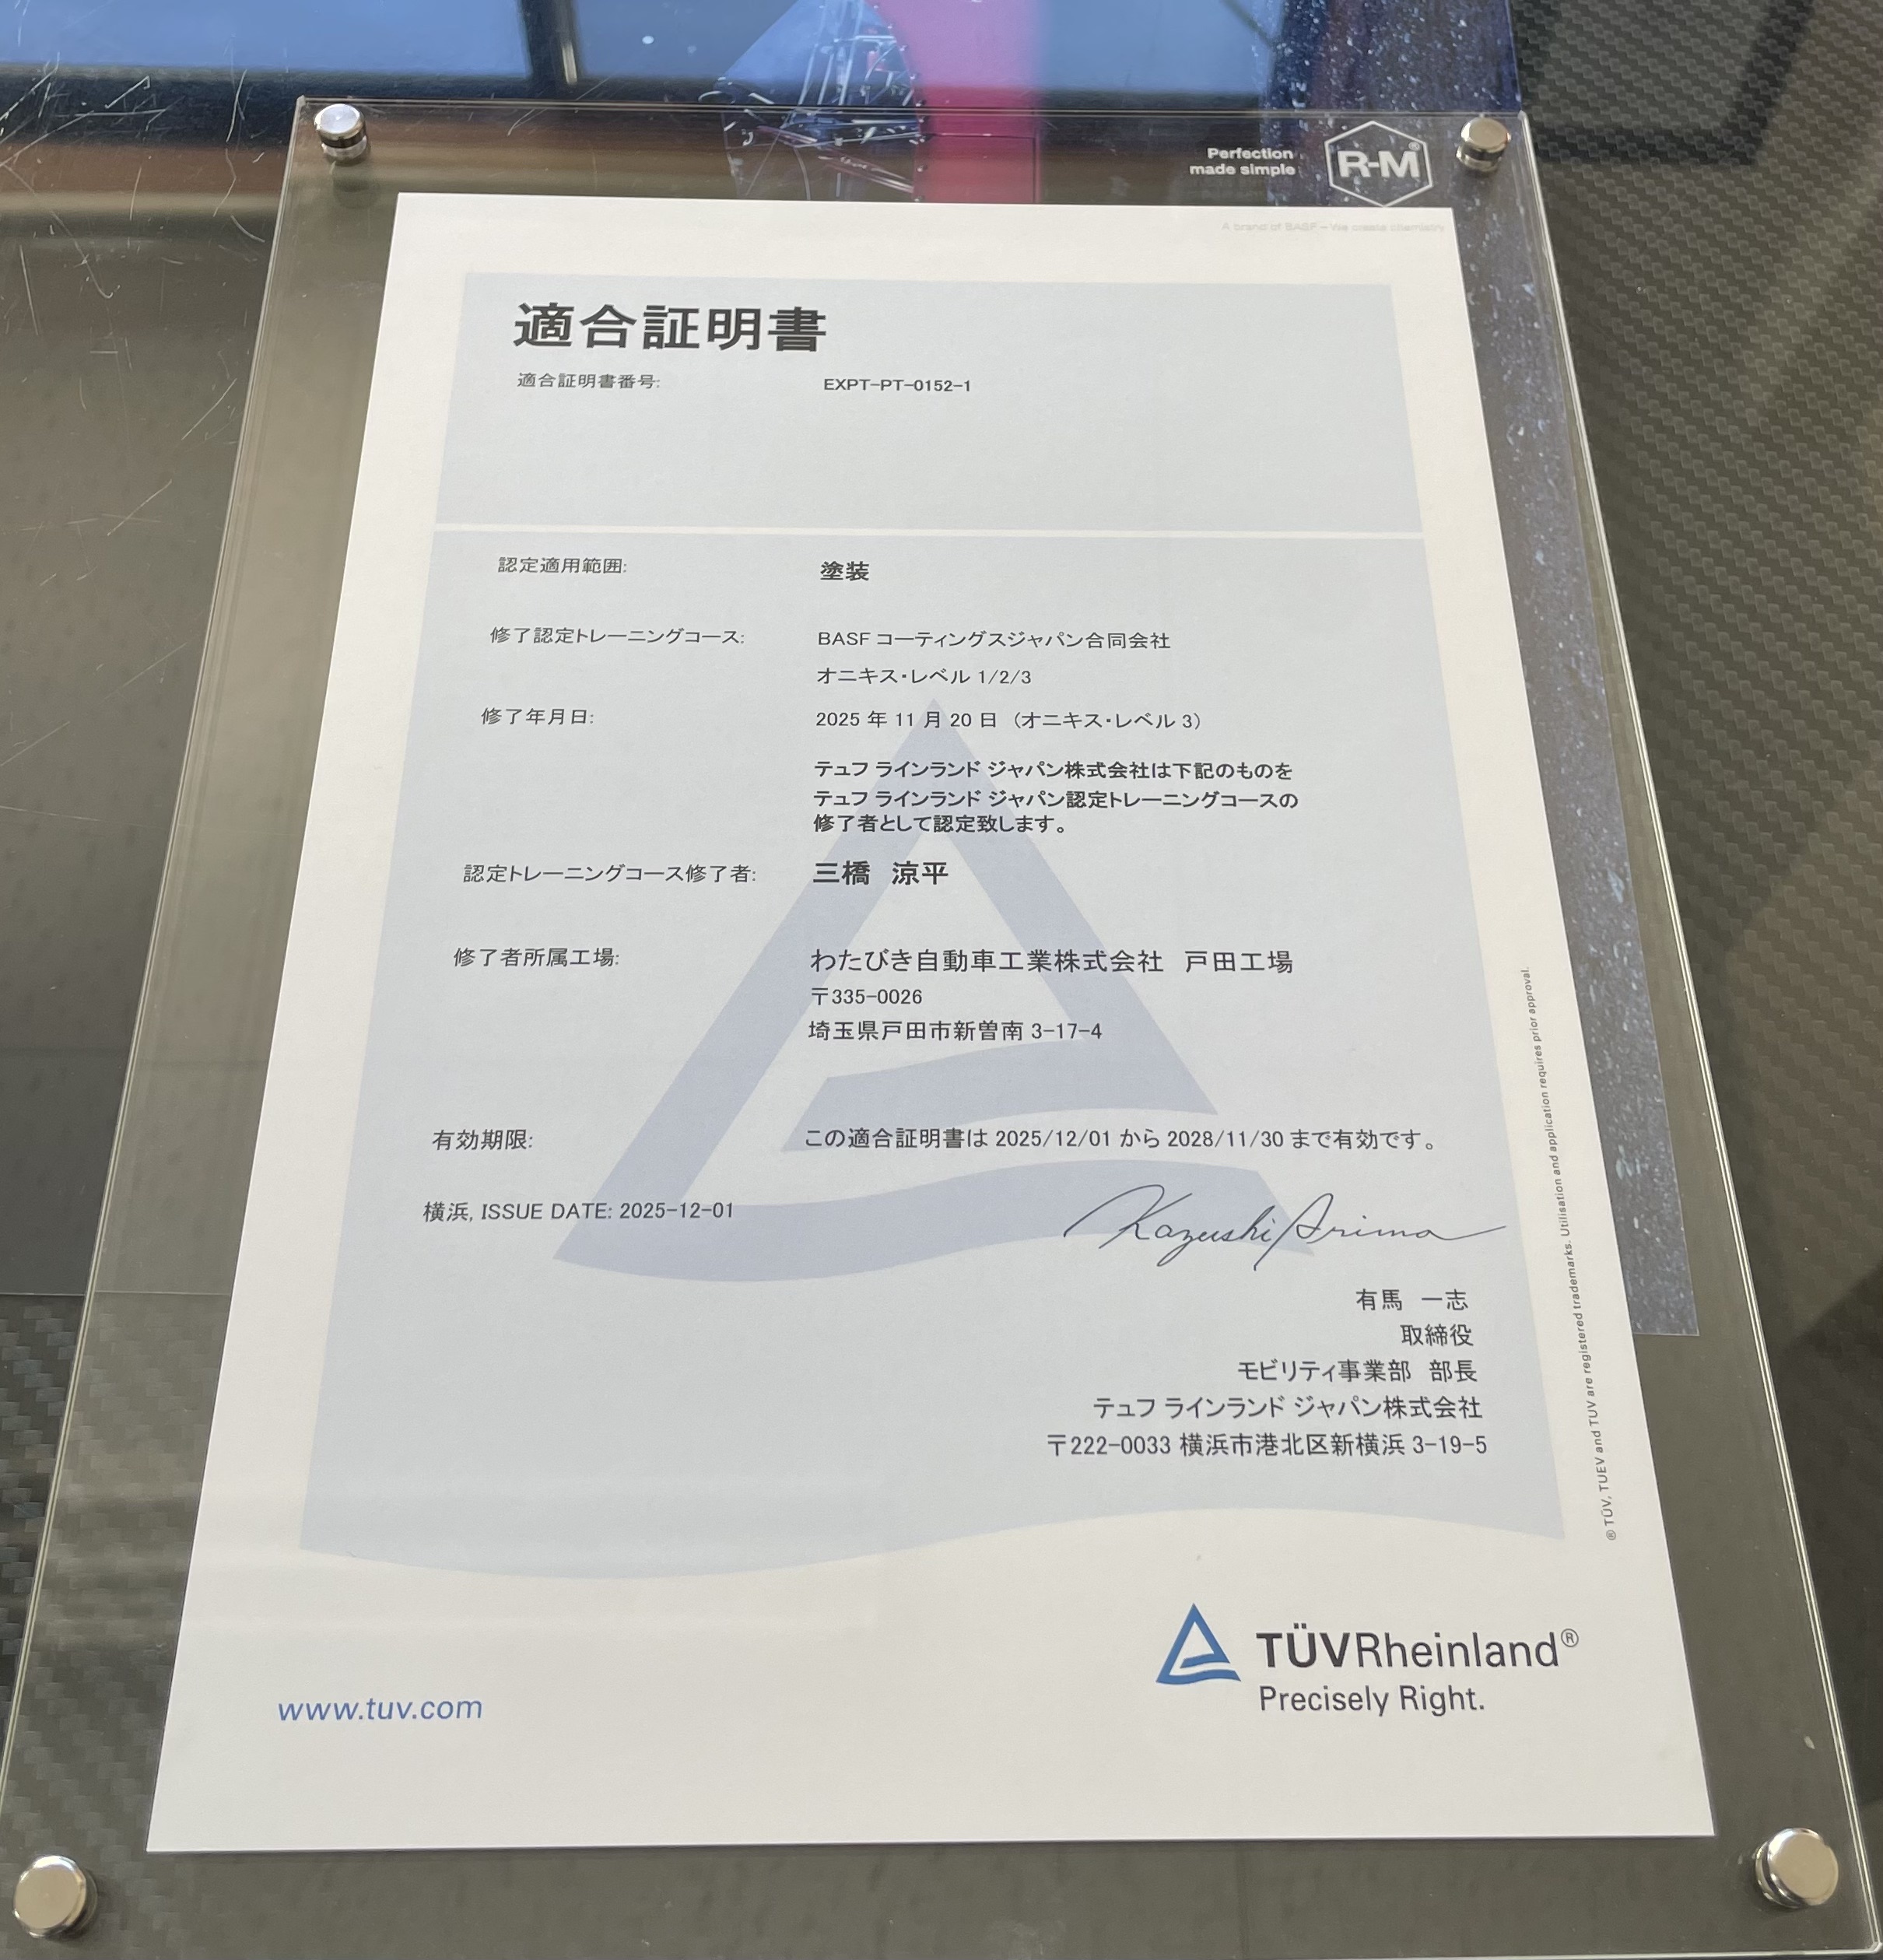 Perfection
made simple
R-M®
A brand of BASF – We create chemistry
適合証明書
適合証明書番号: EXPT-PT-0152-1
認定適用範囲: 塗装
修了認定トレーニングコース: BASF コーティングスジャパン合同会社
オニキス・レベル 1/2/3
修了年月日: 2025 年 11 月 20 日 （オニキス・レベル 3）
テュフ ラインランド ジャパン株式会社は下記のものを
テュフ ラインランド ジャパン認定トレーニングコースの
修了者として認定致します。
認定トレーニングコース修了者: 三橋 涼平
修了者所属工場: わたびき自動車工業株式会社 戸田工場
〒335-0026
埼玉県戸田市新曽南 3-17-4
有効期限: この適合証明書は 2025/12/01 から 2028/11/30 まで有効です。
横浜, ISSUE DATE: 2025-12-01
Kazushi Arima
有馬 一志
取締役
モビリティ事業部 部長
テュフ ラインランド ジャパン株式会社
〒222-0033 横浜市港北区新横浜 3-19-5
® TÜV, TUEV and TUV are registered trademarks. Utilisation and application requires prior approval.
TÜVRheinland®
Precisely Right.
www.tuv.com